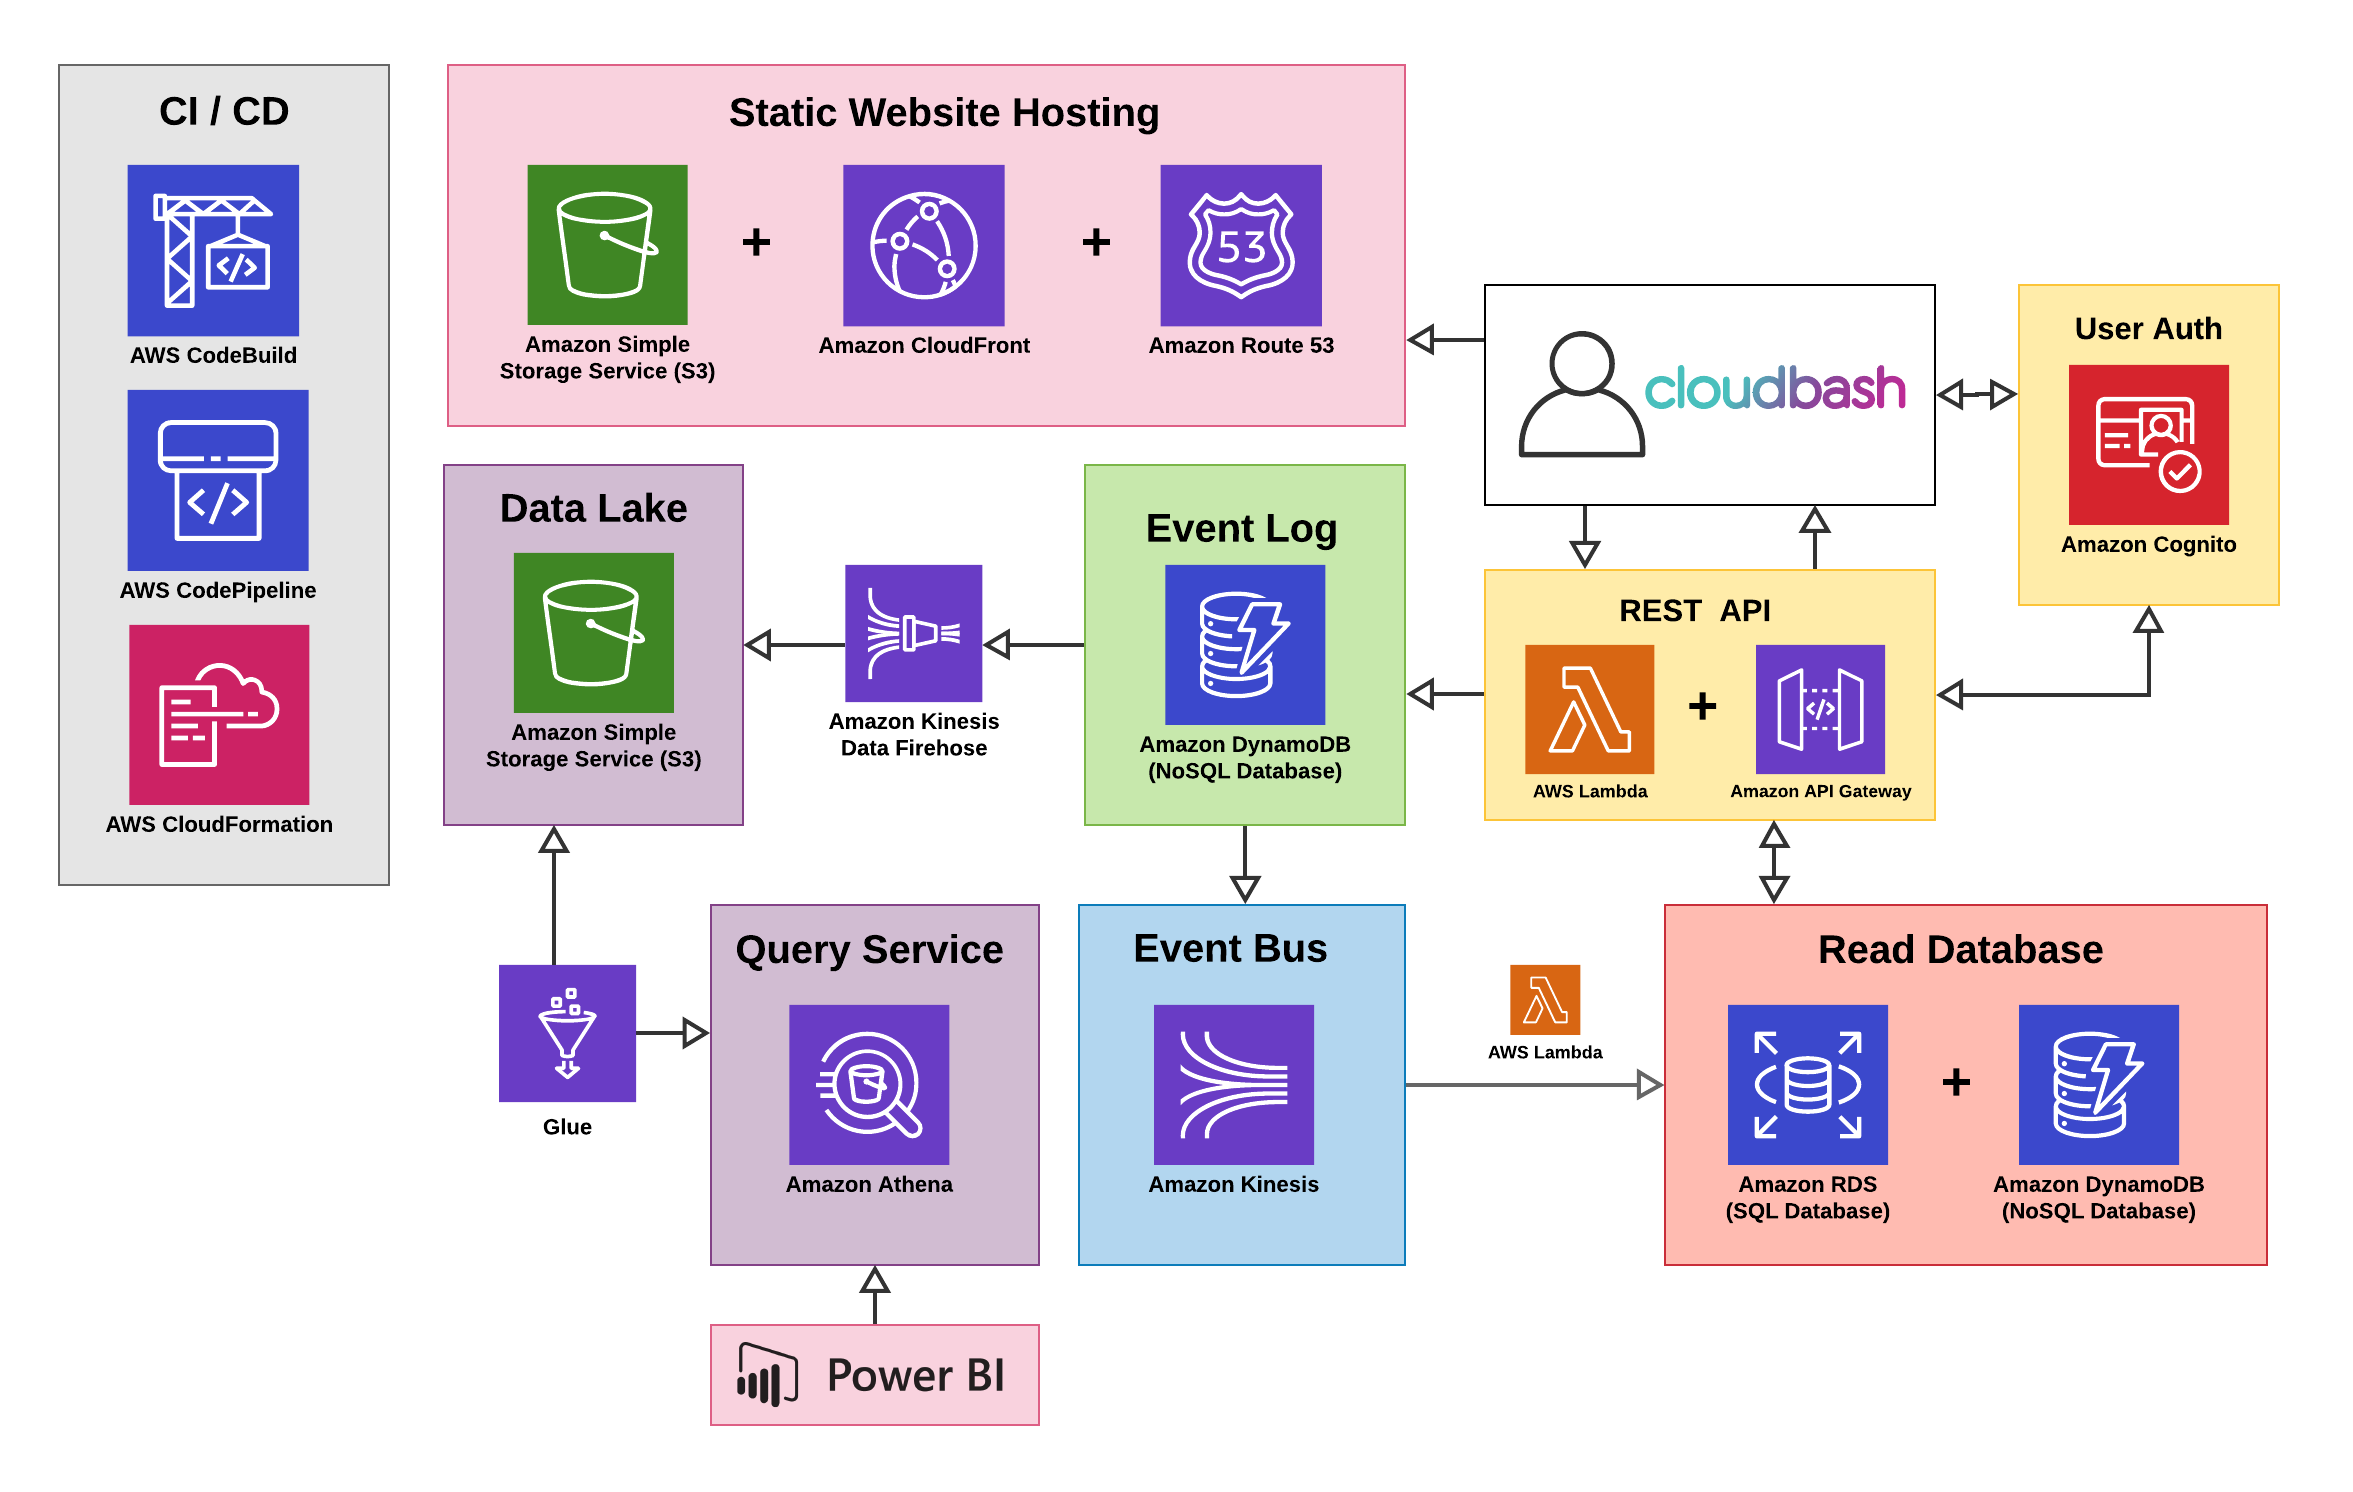 CI / CD
AWS CodeBuild
AWS CodePipeline
AWS CloudFormation
Static Website Hosting
Amazon Simple
Storage Service (S3)
+
Amazon CloudFront
+
53
Amazon Route 53
cloudbash
User Auth
Amazon Cognito
Data Lake
Amazon Simple
Storage Service (S3)
Amazon Kinesis
Data Firehose
Event Log
Amazon DynamoDB
(NoSQL Database)
REST API
AWS Lambda
+
Amazon API Gateway
Glue
Query Service
Amazon Athena
Event Bus
Amazon Kinesis
AWS Lambda
Read Database
Amazon RDS
(SQL Database)
+
Amazon DynamoDB
(NoSQL Database)
Power BI